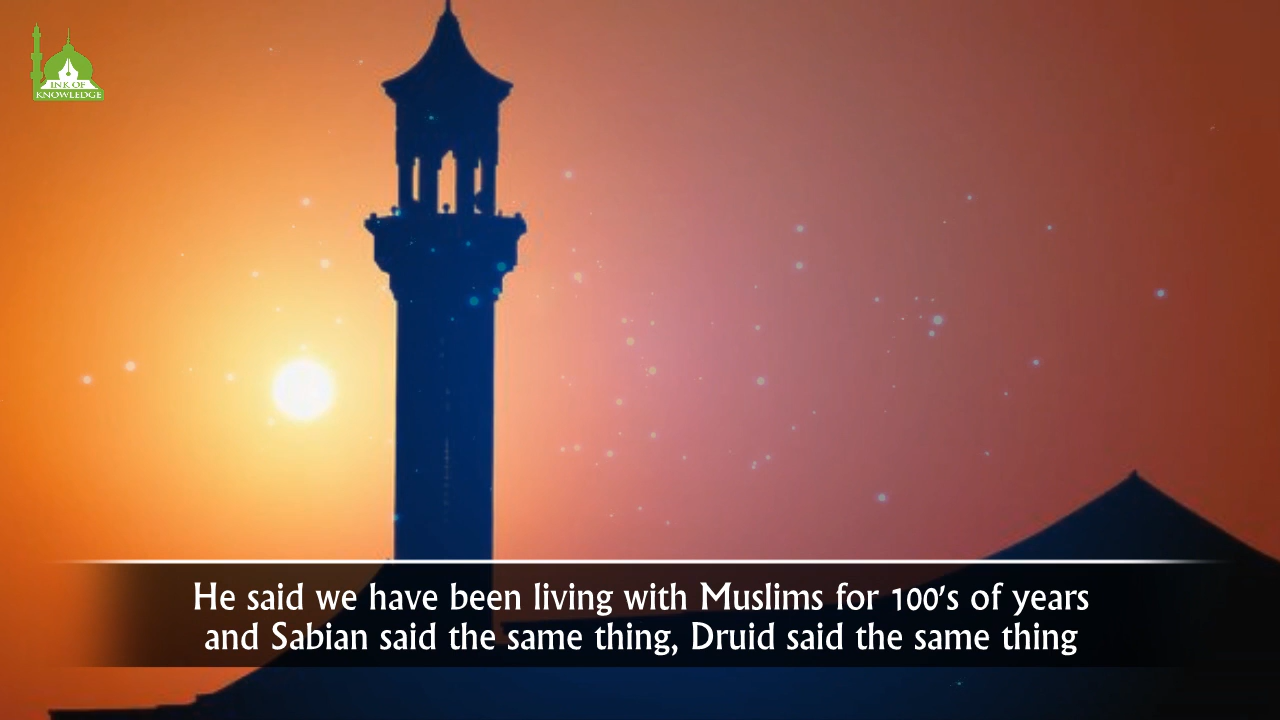 INK OF
KNOWLEDGE
He said we have been living with Muslims for 100's of years
and Sabian said the same thing, Druid said the same thing